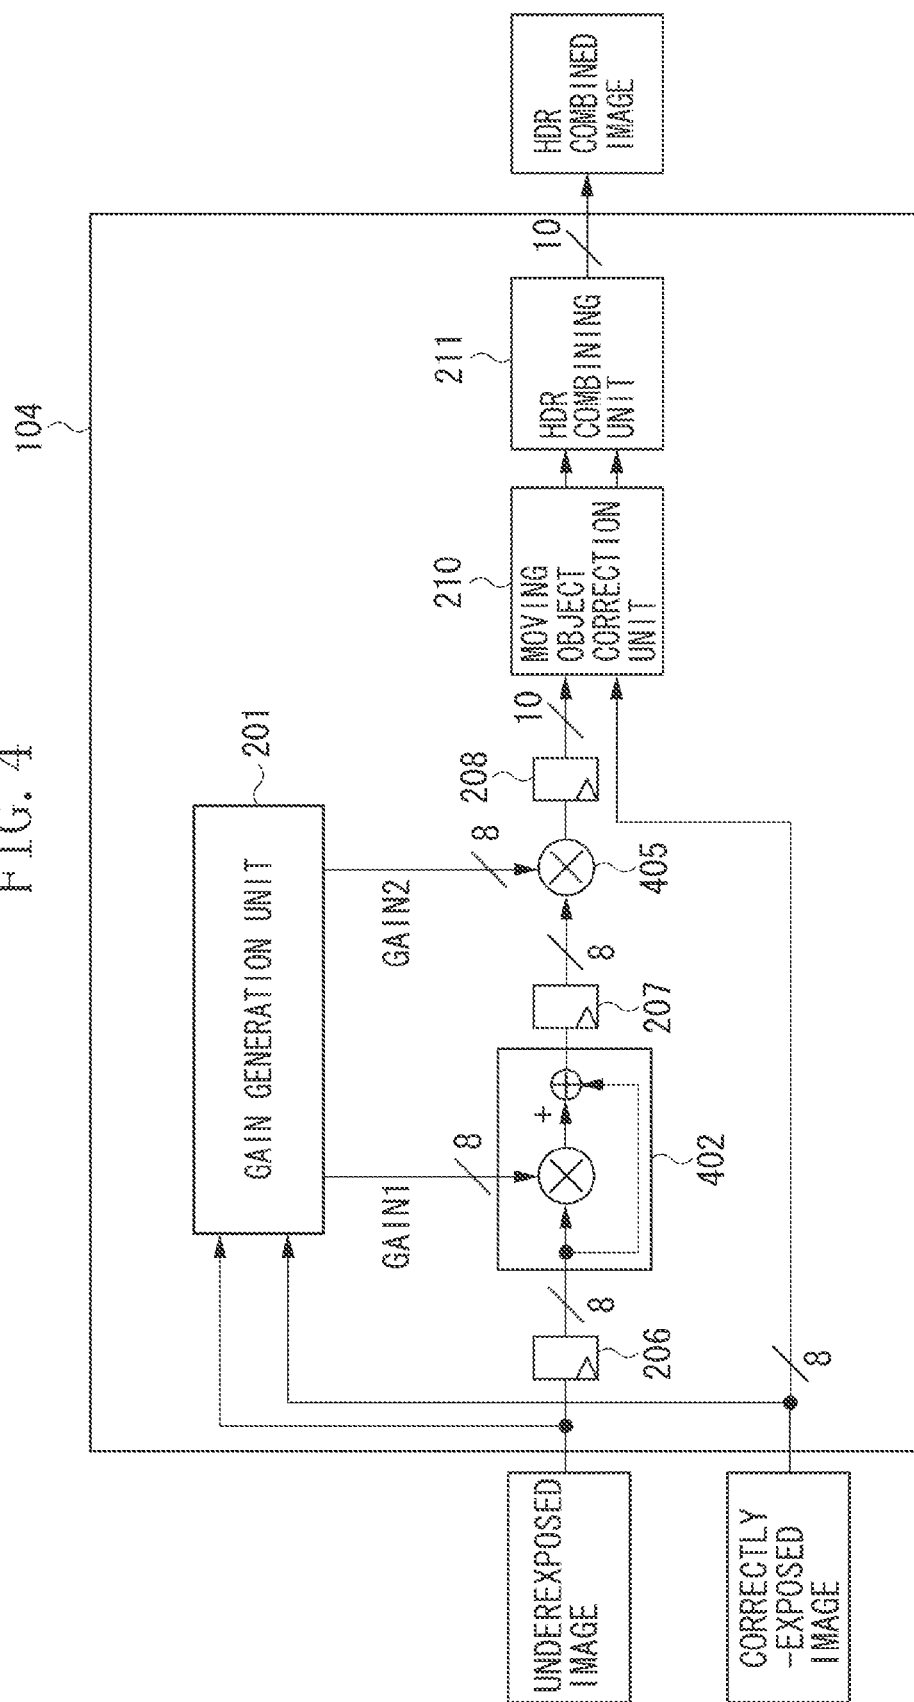 FIG. 4
104
201
GAIN GENERATION UNIT
GAIN1
8
GAIN2
8
UNDEREXPOSED
IMAGE
206
8
+
402
207
8
405
208
10
210
MOVING
OBJECT
CORRECTION
UNIT
211
HDR
COMBINING
UNIT
10
HDR
COMBINED
IMAGE
CORRECTLY
-EXPOSED
IMAGE
8